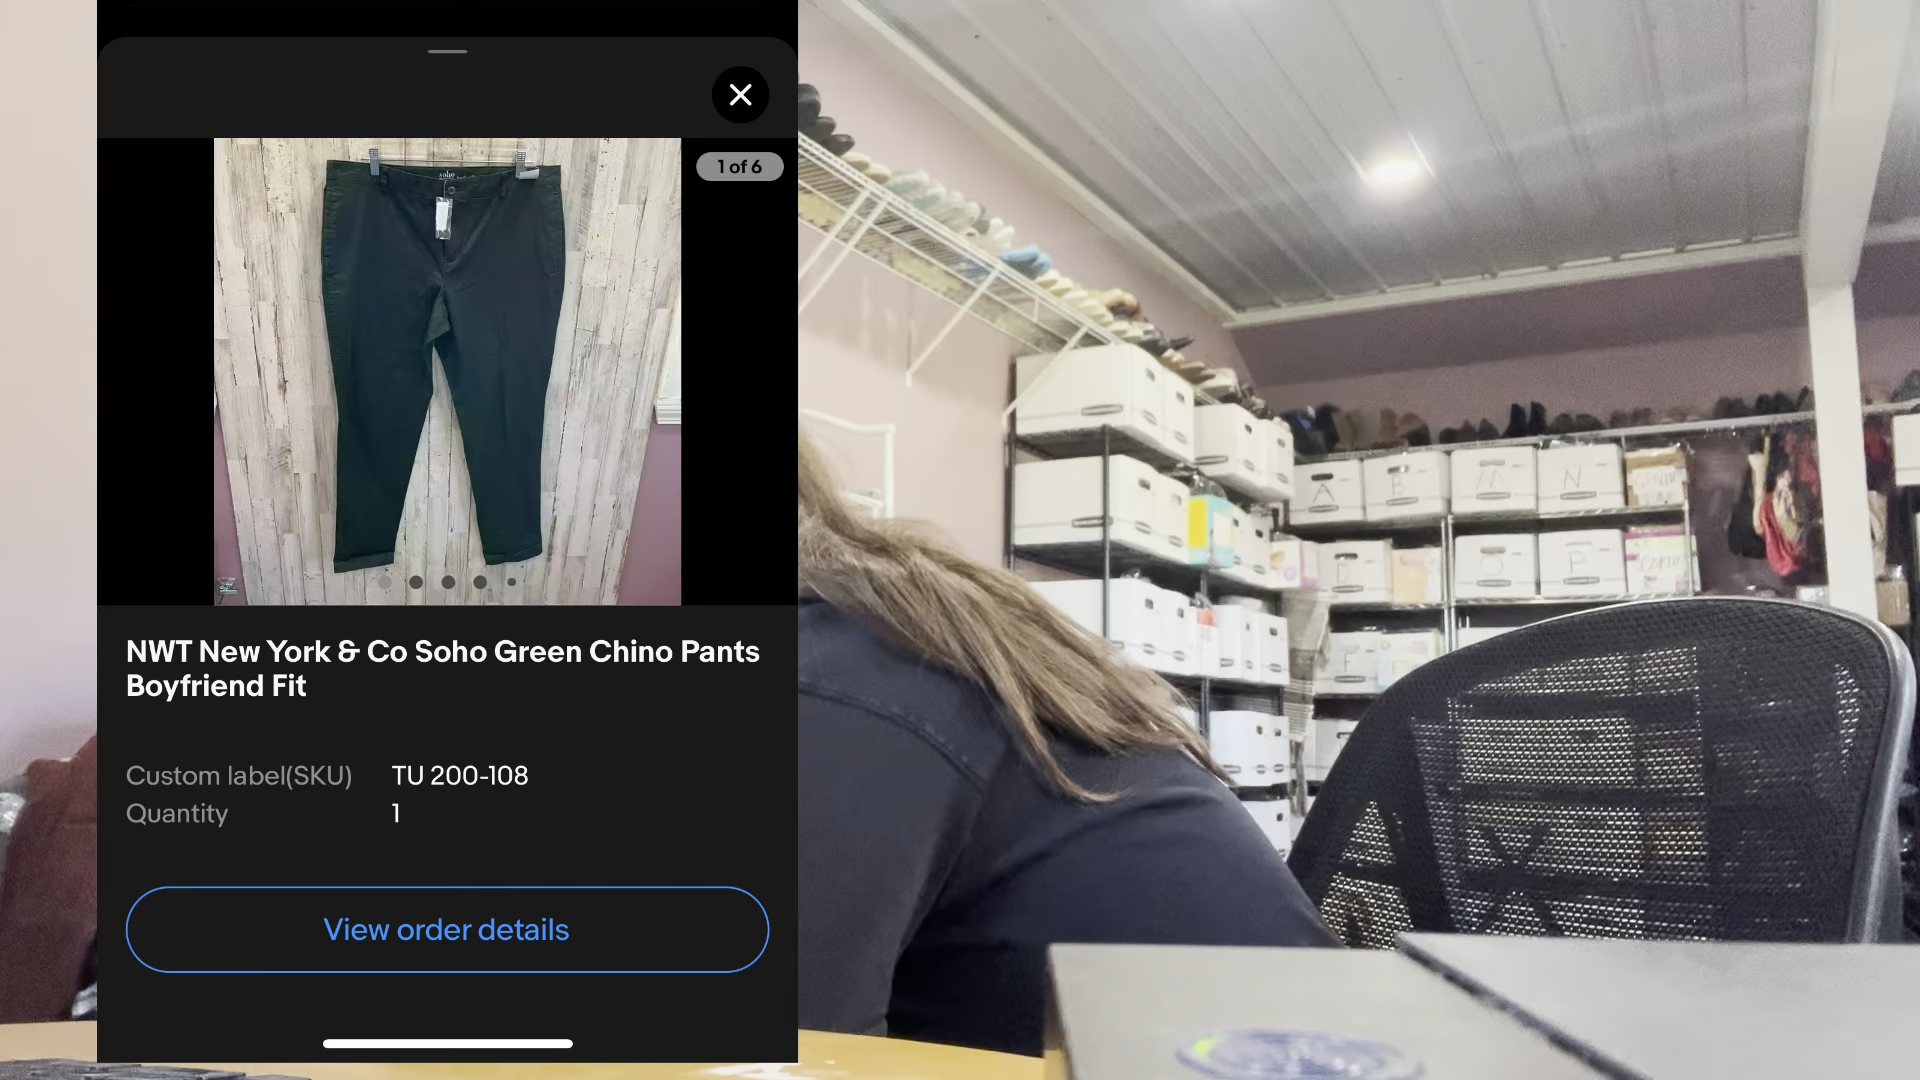 1 of 6
soho
NWT New York & Co Soho Green Chino Pants
Boyfriend Fit
Custom label(SKU) TU 200-108
Quantity 1
View order details
A
B
M
N
D
O
P
F